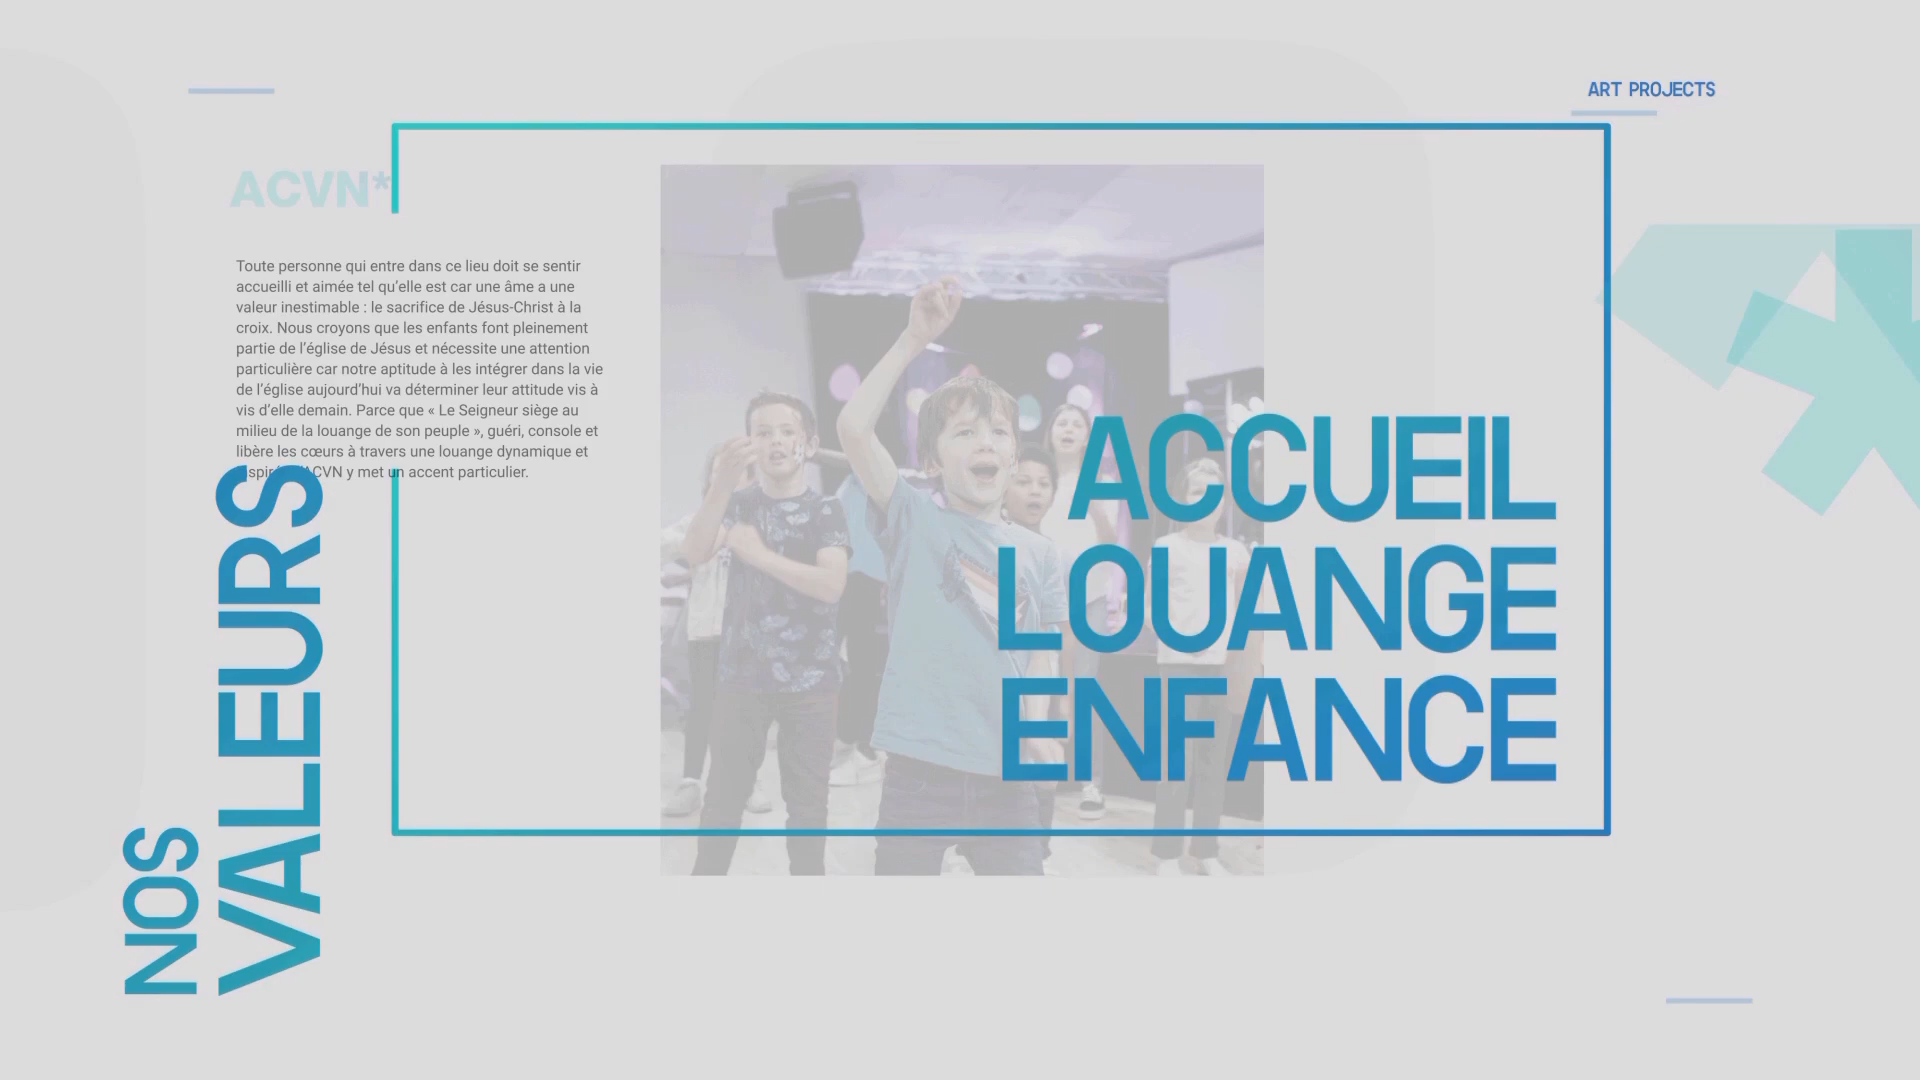 ART PROJECTS
ACVN*
Toute personne qui entre dans ce lieu doit se sentir
accueilli et aimée tel qu'elle est car une âme a une
valeur inestimable : le sacrifice de Jésus-Christ à la
croix. Nous croyons que les enfants font pleinement
partie de l'église de Jésus et nécessite une attention
particulière car notre aptitude à les intégrer dans la vie
de l'église aujourd'hui va déterminer leur attitude vis à
vis d'elle demain. Parce que « Le Seigneur siège au
milieu de la louange de son peuple », guéri, console et
libère les cœurs à travers une louange dynamique et
ACVN y met un accent particulier.
NOS
VALEURS
ACCUEIL
LOUANGE
ENFANCE